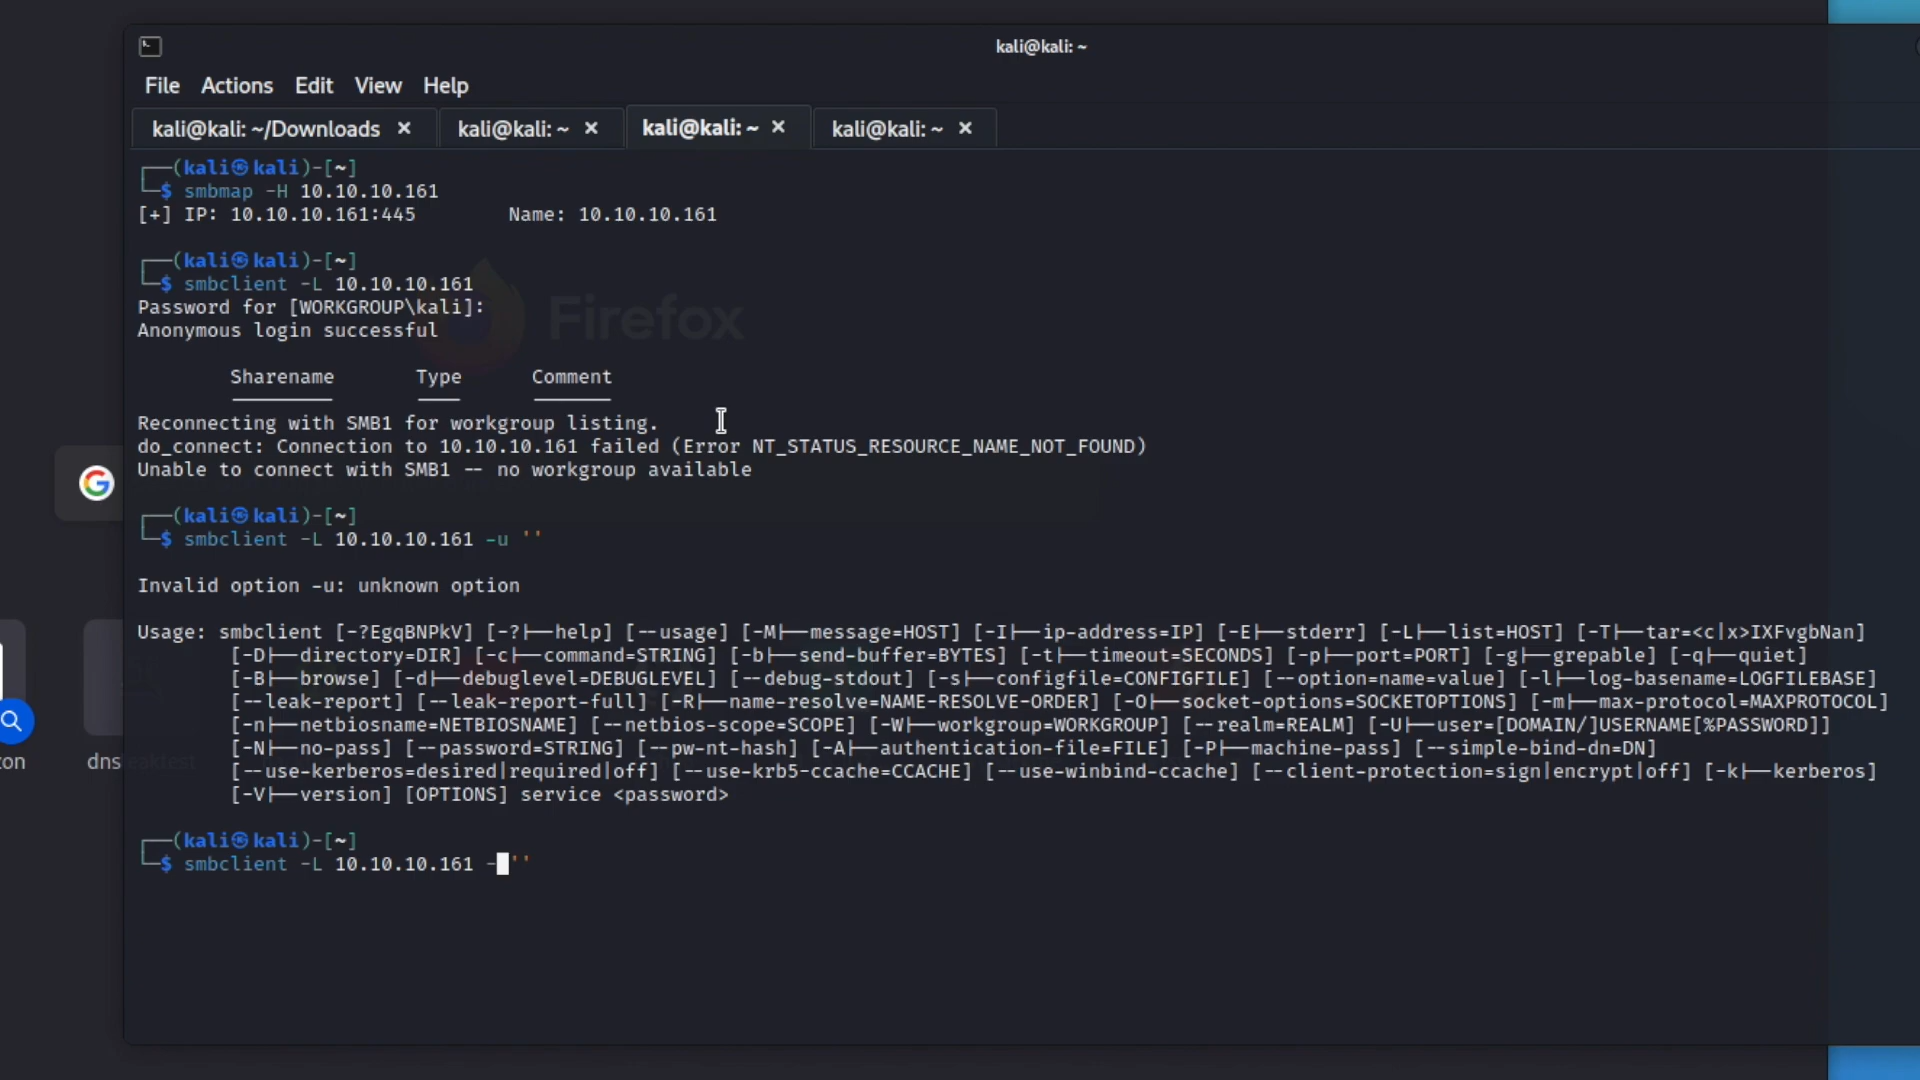 kali@kali: ~
File Actions Edit View Help
kali@kali: ~/Downloads × kali@kali: ~ × kali@kali: ~ × kali@kali: ~ ×
┌──(kali㉿kali)-[~]
└─$ smbmap -H 10.10.10.161
[+] IP: 10.10.10.161:445 Name: 10.10.10.161
┌──(kali㉿kali)-[~]
└─$ smbclient -L 10.10.10.161
Password for [WORKGROUP\kali]:
Anonymous login successful
Firefox
Sharename Type Comment
Reconnecting with SMB1 for workgroup listing.
do_connect: Connection to 10.10.10.161 failed (Error NT_STATUS_RESOURCE_NAME_NOT_FOUND)
Unable to connect with SMB1 -- no workgroup available
┌──(kali㉿kali)-[~]
└─$ smbclient -L 10.10.10.161 -u ''
Invalid option -u: unknown option
Usage: smbclient [-?EgqBNPkV] [-?|--help] [--usage] [-M|--message=HOST] [-I|--ip-address=IP] [-E|--stderr] [-L|--list=HOST] [-T|--tar=<c|x>IXFvgbNan]
[-D|--directory=DIR] [-c|--command=STRING] [-b|--send-buffer=BYTES] [-t|--timeout=SECONDS] [-p|--port=PORT] [-g|--grepable] [-q|--quiet]
[-B|--browse] [-d|--debuglevel=DEBUGLEVEL] [--debug-stdout] [-s|--configfile=CONFIGFILE] [--option=name=value] [-l|--log-basename=LOGFILEBASE]
[--leak-report] [--leak-report-full] [-R|--name-resolve=NAME-RESOLVE-ORDER] [-O|--socket-options=SOCKETOPTIONS] [-m|--max-protocol=MAXPROTOCOL]
[-n|--netbiosname=NETBIOSNAME] [--netbios-scope=SCOPE] [-W|--workgroup=WORKGROUP] [--realm=REALM] [-U|--user=[DOMAIN/]USERNAME[%PASSWORD]]
[-N|--no-pass] [--password=STRING] [--pw-nt-hash] [-A|--authentication-file=FILE] [-P|--machine-pass] [--simple-bind-dn=DN]
[--use-kerberos=desired|required|off] [--use-krb5-ccache=CCACHE] [--use-winbind-ccache] [--client-protection=sign|encrypt|off] [-k|--kerberos]
[-V|--version] [OPTIONS] service <password>
┌──(kali㉿kali)-[~]
└─$ smbclient -L 10.10.10.161 - ''
zon
dnsleaktest